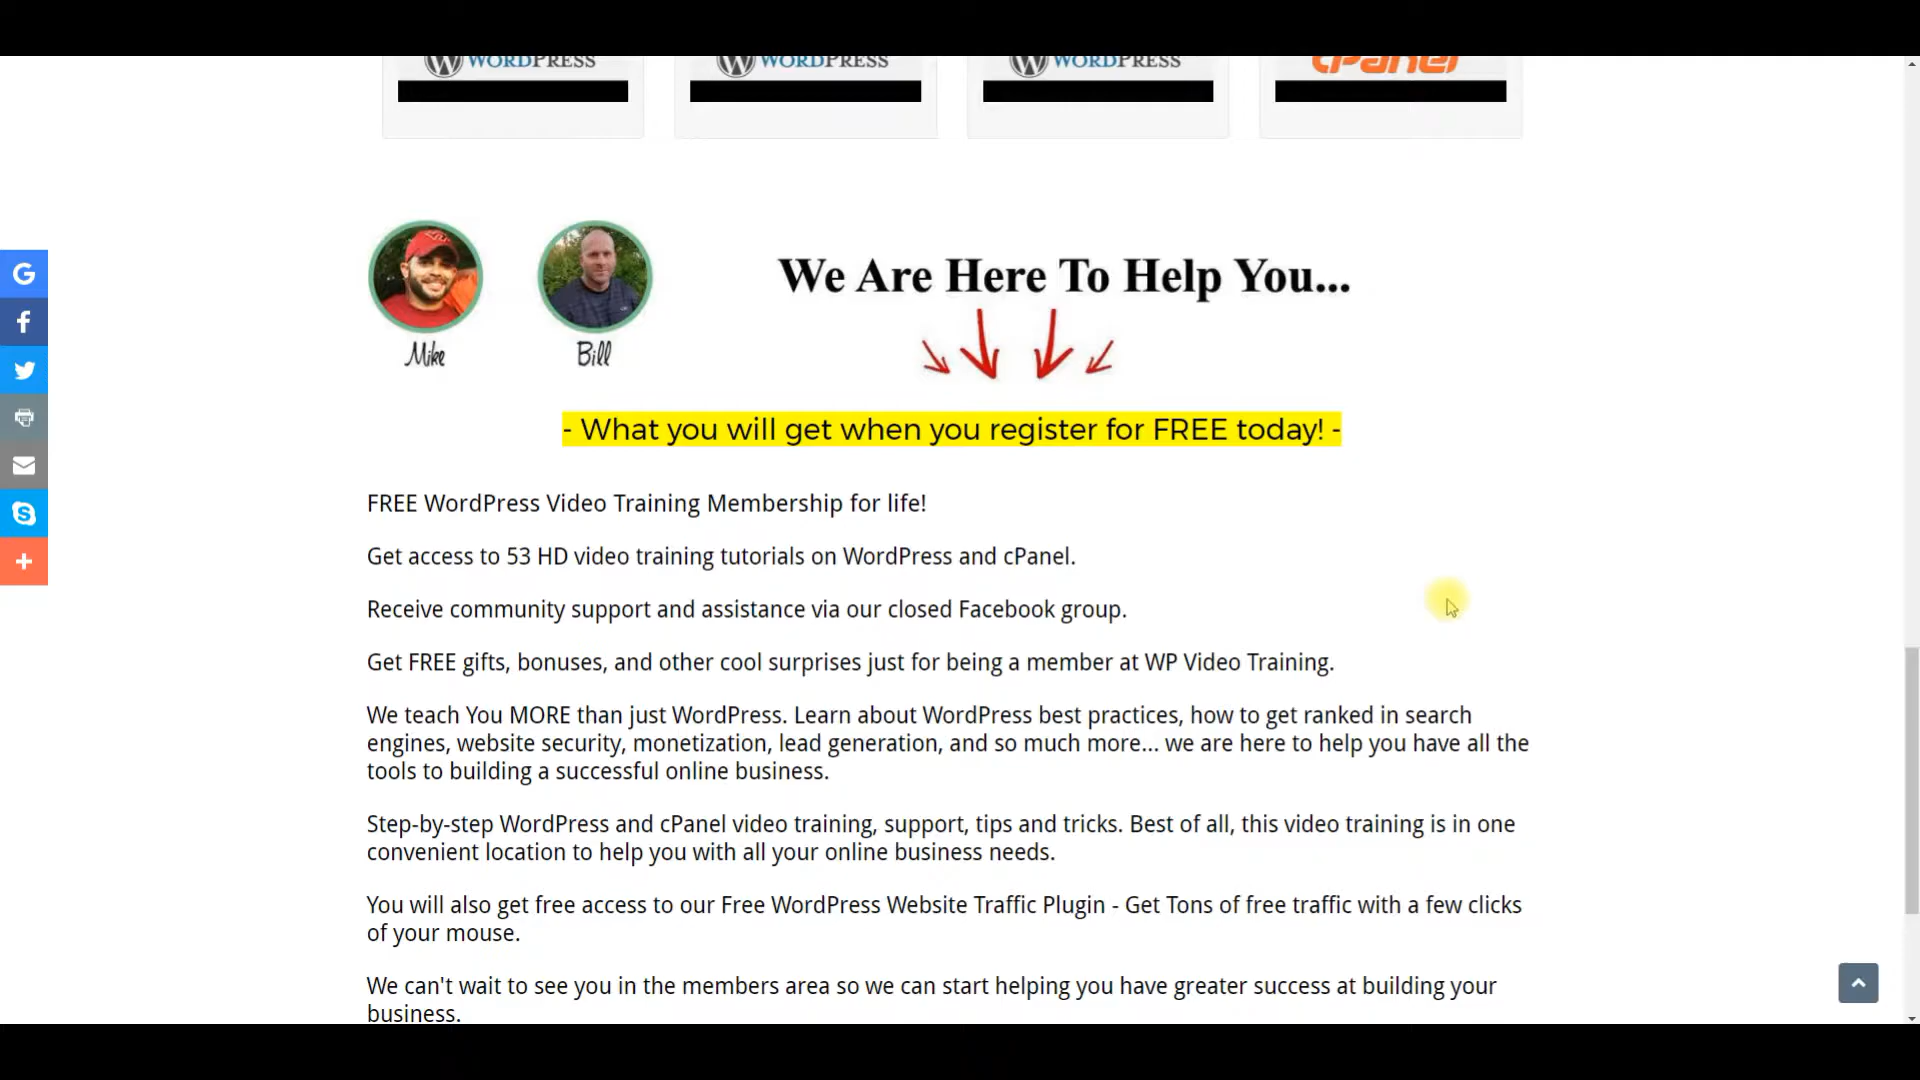 WORDPRESS WORDPRESS WORDPRESS cPanel
We Are Here To Help You...
Mike Bill
- What you will get when you register for FREE today! -
FREE WordPress Video Training Membership for life!
Get access to 53 HD video training tutorials on WordPress and cPanel.
Receive community support and assistance via our closed Facebook group.
Get FREE gifts, bonuses, and other cool surprises just for being a member at WP Video Training.
We teach You MORE than just WordPress. Learn about WordPress best practices, how to get ranked in search
engines, website security, monetization, lead generation, and so much more... we are here to help you have all the
tools to building a successful online business.
Step-by-step WordPress and cPanel video training, support, tips and tricks. Best of all, this video training is in one
convenient location to help you with all your online business needs.
You will also get free access to our Free WordPress Website Traffic Plugin - Get Tons of free traffic with a few clicks
of your mouse.
We can't wait to see you in the members area so we can start helping you have greater success at building your
business.